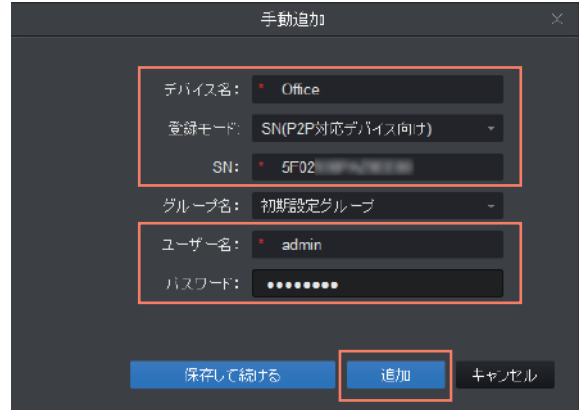 手動追加
デバイス名: * Office
登録モード: SN(P2P対応デバイス向け)
SN: * 5F02
グループ名: 初期設定グループ
ユーザー名: * admin
パスワード: ●●●●●●●●
保存して続ける 追加 キャンセル